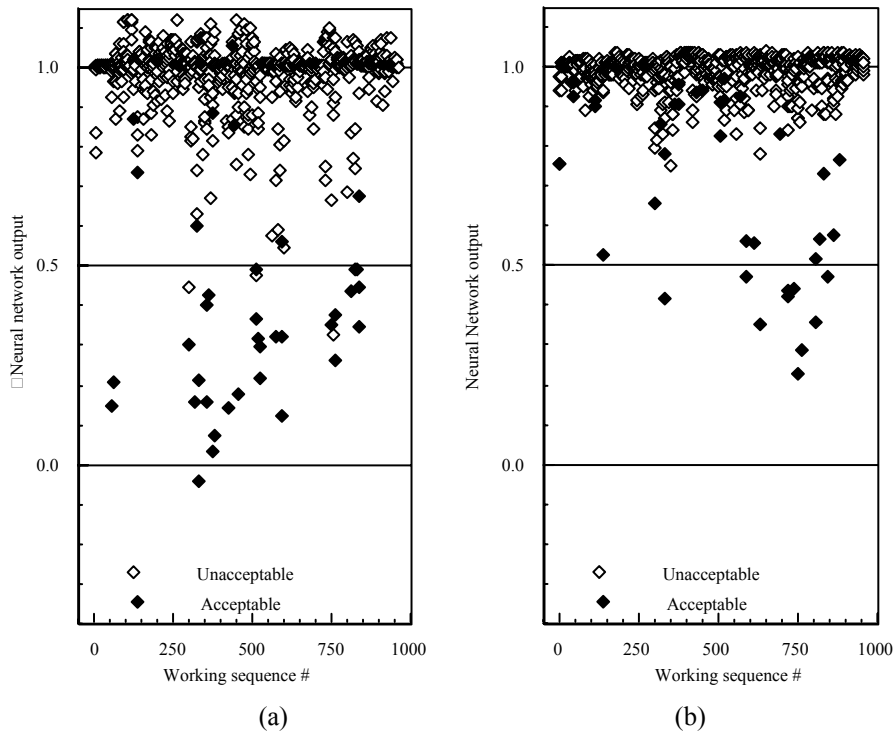 1.0
0.5
0.0
□Neural network output
Unacceptable
Acceptable
0 250 500 750 1000
Working sequence #
(a)
1.0
0.5
0.0
Neural Network output
Unacceptable
Acceptable
0 250 500 750 1000
Working sequence #
(b)